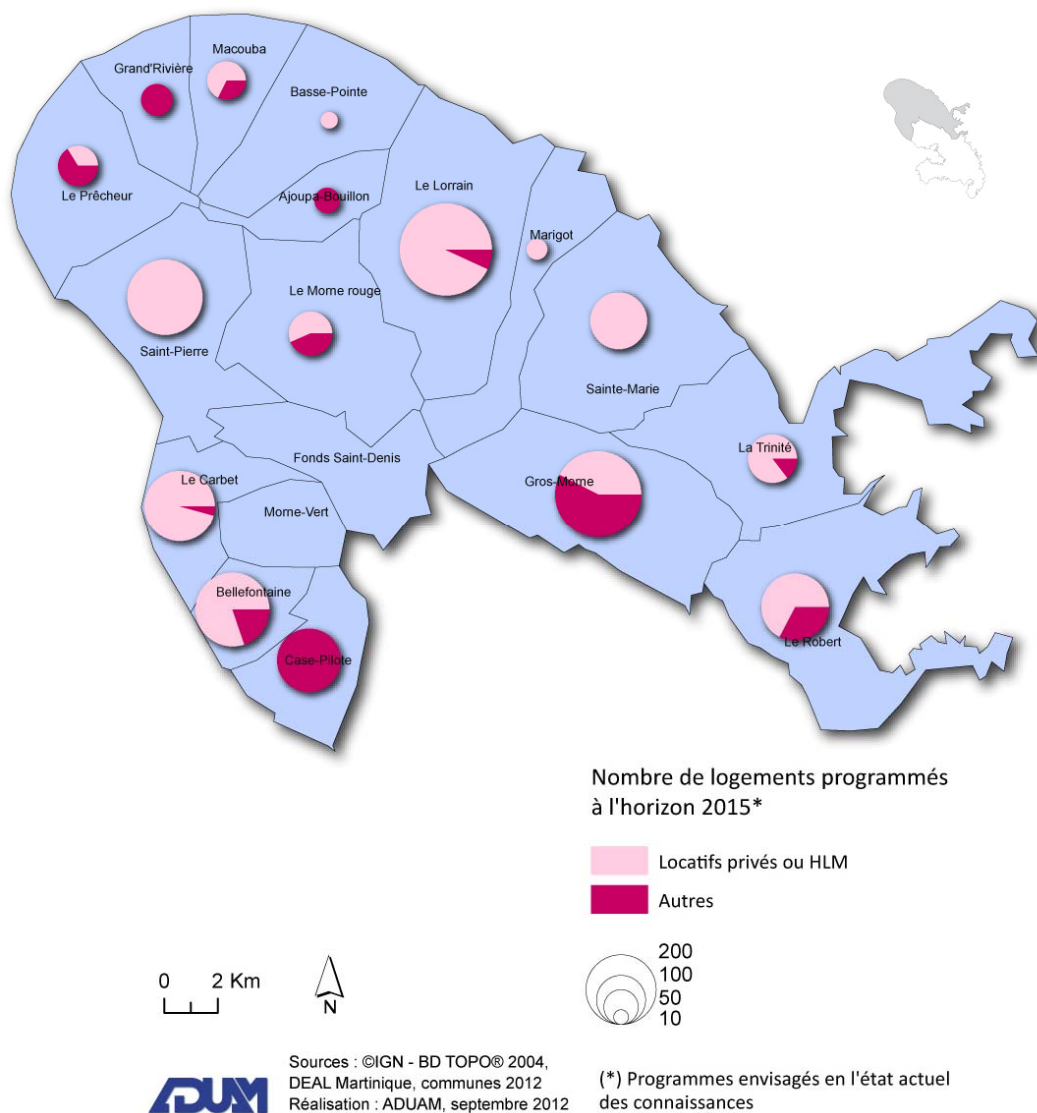 Macouba
Grand'Rivière
Basse-Pointe
Le Prêcheur
Ajoupa-Bouillon
Le Lorrain
Marigot
Le Morne rouge
Saint-Pierre
Sainte-Marie
La Trinité
Fonds Saint-Denis
Le Carbet
Gros-Morne
Morne-Vert
Bellefontaine
Le Robert
Case-Pilote
Nombre de logements programmés
à l'horizon 2015*
Locatifs privés ou HLM
Autres
200
100
50
10
0 2 Km
N
ADUAM
Sources : ©IGN - BD TOPO® 2004,
DEAL Martinique, communes 2012
Réalisation : ADUAM, septembre 2012
(*) Programmes envisagés en l'état actuel
des connaissances